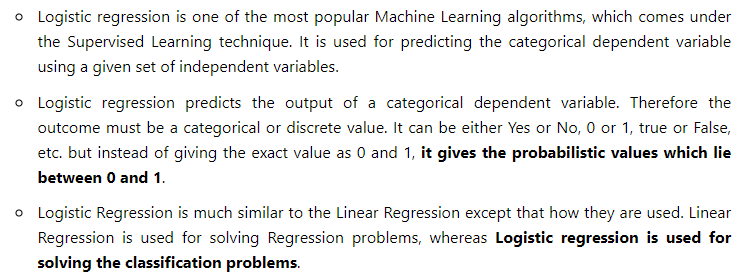 Logistic regression is one of the most popular Machine Learning algorithms, which comes under
the Supervised Learning technique. It is used for predicting the categorical dependent variable
using a given set of independent variables.
Logistic regression predicts the output of a categorical dependent variable. Therefore the
outcome must be a categorical or discrete value. It can be either Yes or No, 0 or 1, true or False,
etc. but instead of giving the exact value as 0 and 1, it gives the probabilistic values which lie
between 0 and 1.
Logistic Regression is much similar to the Linear Regression except that how they are used. Linear
Regression is used for solving Regression problems, whereas Logistic regression is used for
solving the classification problems.